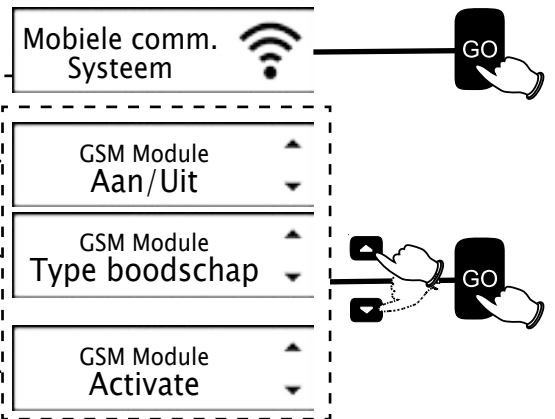 Mobiele comm.
Systeem
GO
GSM Module
Aan/Uit
GSM Module
Type boodschap
GO
GSM Module
Activate